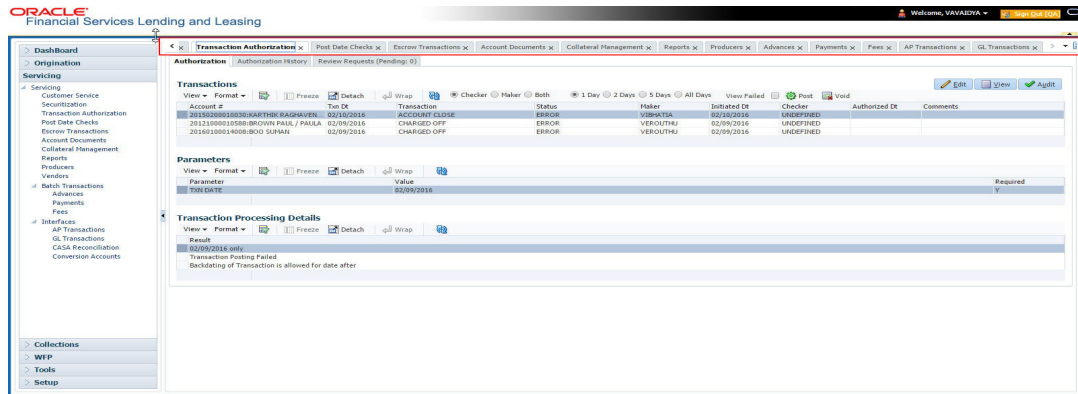 ORACLE®
Financial Services Lending and Leasing
Welcome, VAVAIDYA
Sign Out [QA]
Transaction Authorization x Post Date Checks x Escrow Transactions x Account Documents x Collateral Management x Reports x Producers x Advances x Payments x Fees x AP Transactions x GL Transactions x
DashBoard
Origination
Servicing
Servicing
Customer Service
Securitization
Transaction Authorization
Post Date Checks
Escrow Transactions
Account Documents
Collateral Management
Reports
Producers
Vendors
Batch Transactions
Advances
Payments
Fees
Interfaces
AP Transactions
GL Transactions
CASA Reconciliation
Conversion Accounts
Collections
WFP
Tools
Setup
Authorization Authorization History Review Requests (Pending: 0)
Transactions
Edit View Audit
View Format Freeze Detach Wrap Checker Maker Both 1 Day 2 Days 5 Days All Days View Failed Post Void
Account # Txn Dt Transaction Status Maker Initiated Dt Checker Authorized Dt Comments
20150200010030:KARTHIK RAGHAVEN... 02/10/2016 ACCOUNT CLOSE ERROR VIBHATIA 02/10/2016 UNDEFINED
20121000010588:BROWN PAUL / PAULA 02/09/2016 CHARGED OFF ERROR VEROUTHU 02/09/2016 UNDEFINED
20160100014008:BOO SUMAN 02/09/2016 CHARGED OFF ERROR VEROUTHU 02/09/2016 UNDEFINED
Parameters
View Format Freeze Detach Wrap
Parameter Value Required
TXN DATE 02/09/2016 Y
Transaction Processing Details
View Format Freeze Detach Wrap
Result
02/09/2016 only
Transaction Posting Failed
Backdating of Transaction is allowed for date after